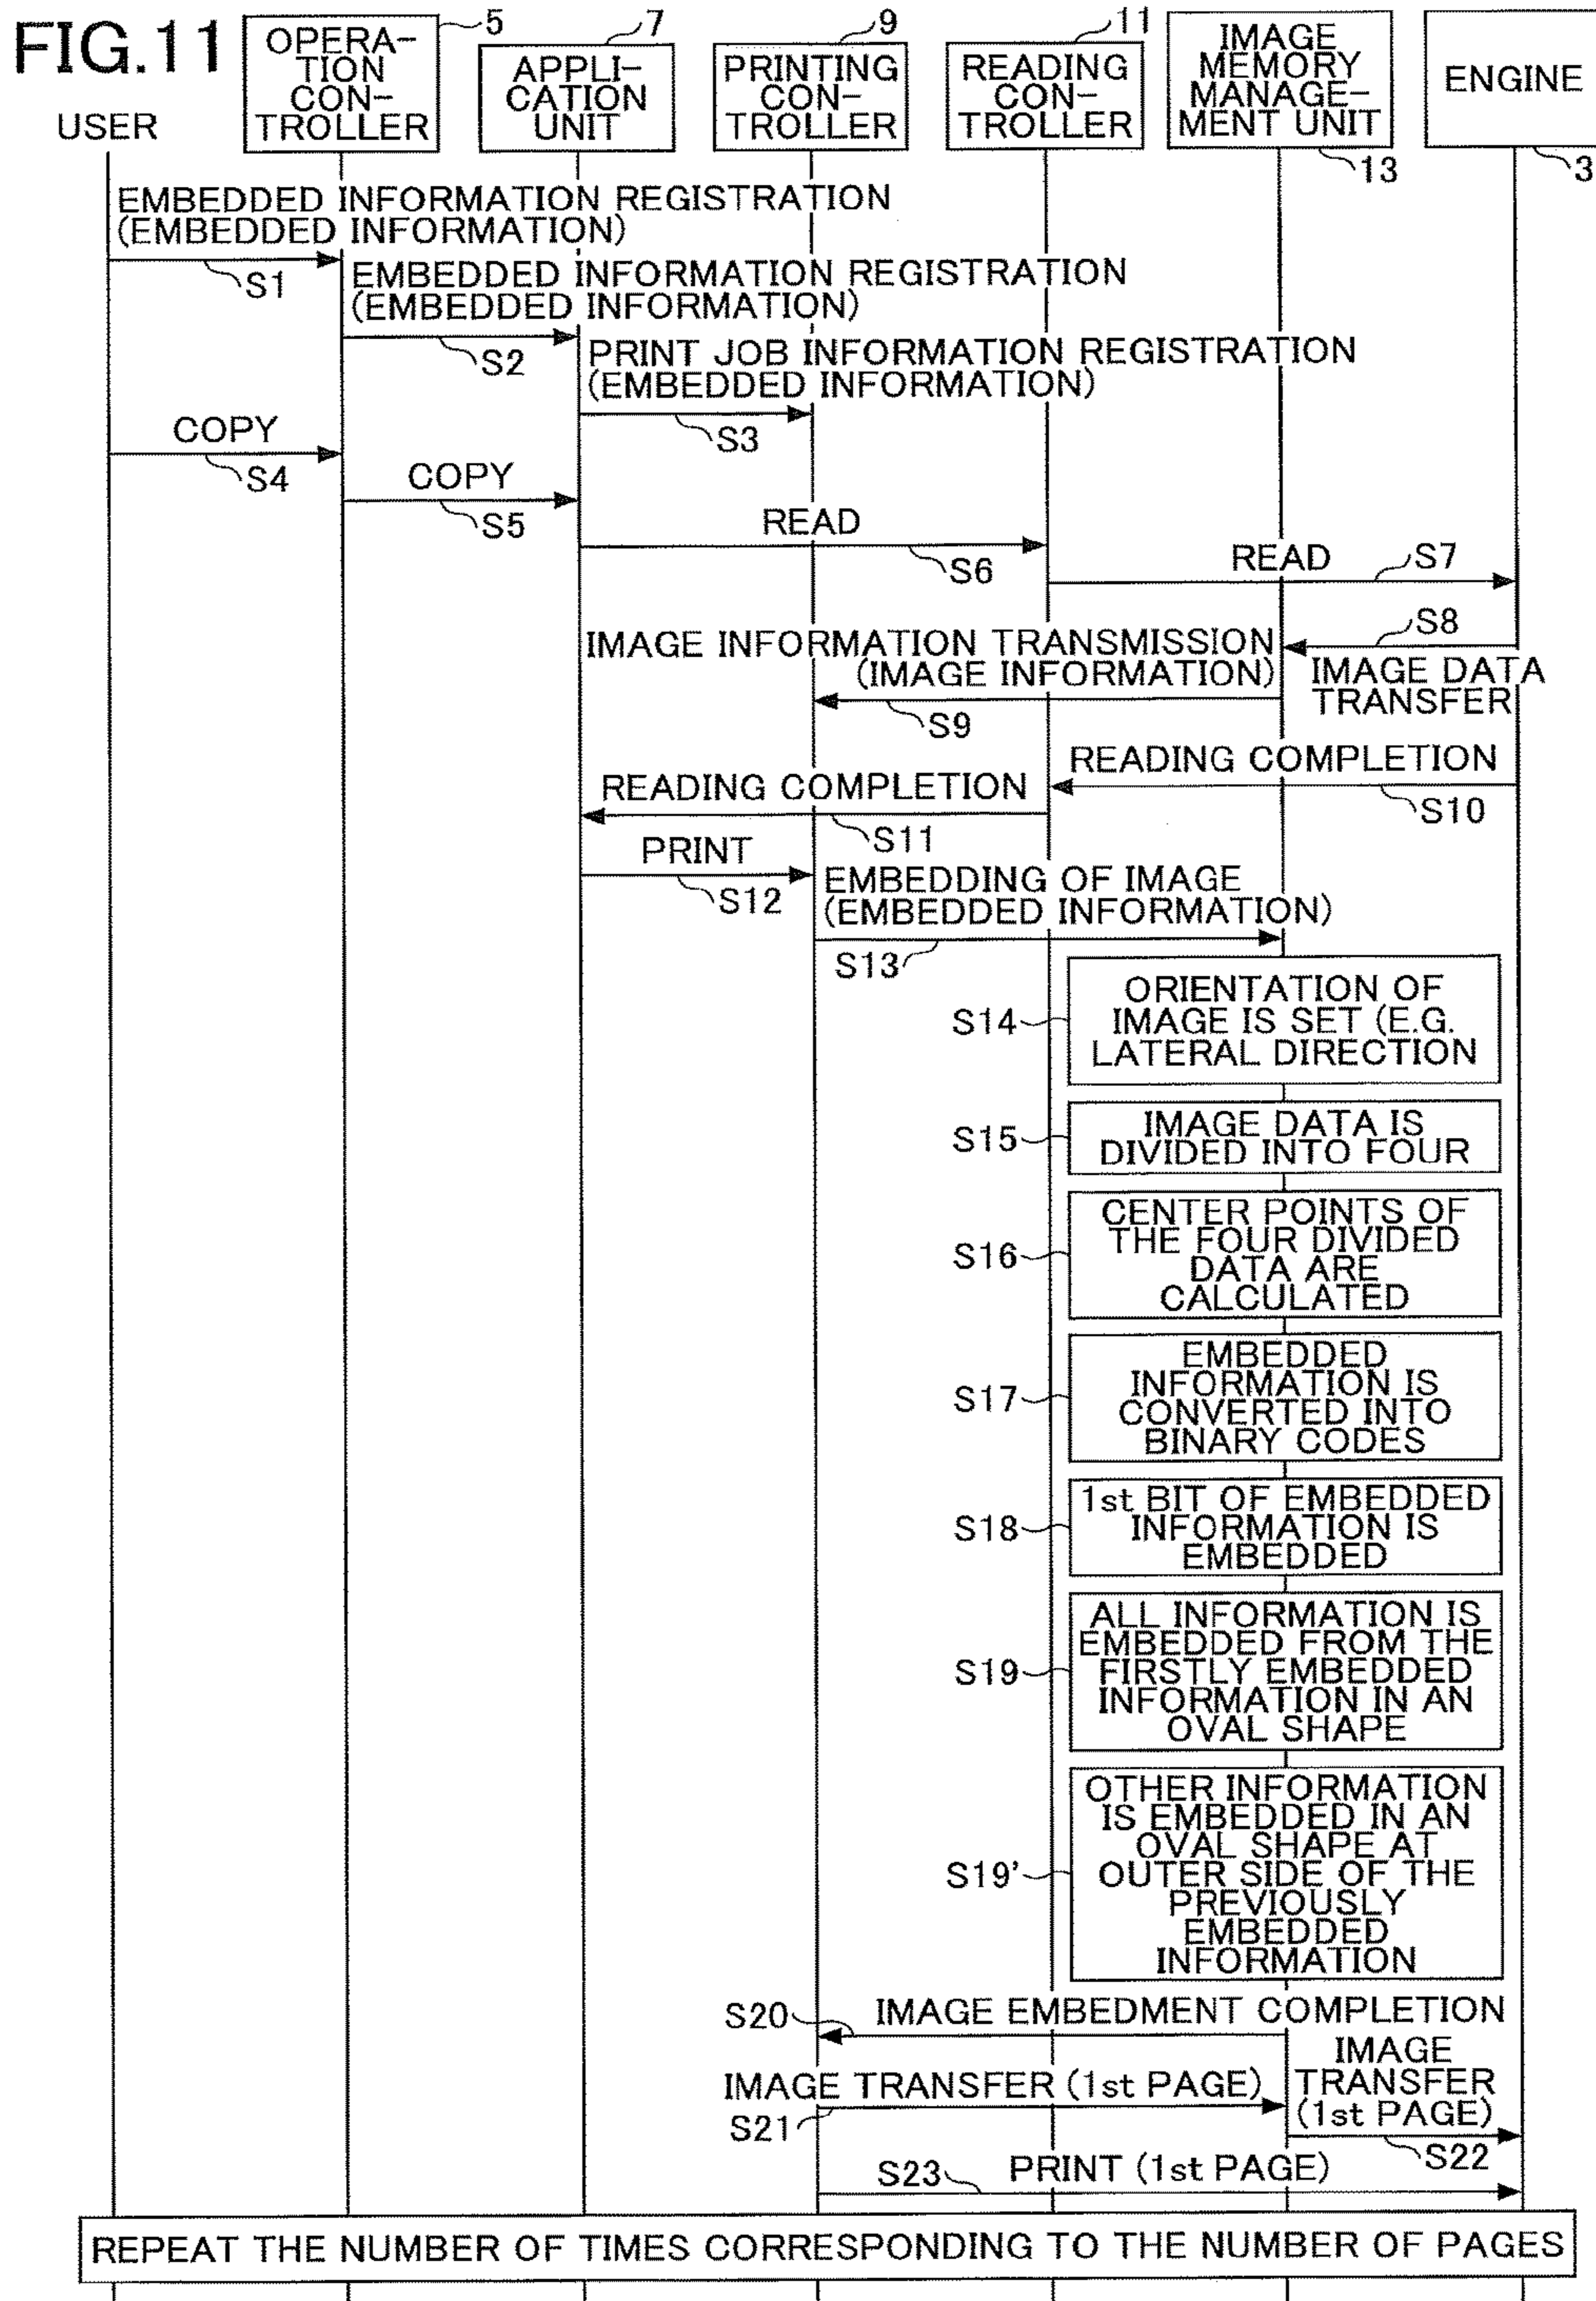 FIG.11
USER
5
OPERA-
TION
CON-
TROLLER
7
APPLI-
CATION
UNIT
9
PRINTING
CON-
TROLLER
11
READING
CON-
TROLLER
IMAGE
MEMORY
MANAGE-
MENT UNIT
13
ENGINE
3
EMBEDDED INFORMATION REGISTRATION
(EMBEDDED INFORMATION)
S1
EMBEDDED INFORMATION REGISTRATION
(EMBEDDED INFORMATION)
S2
PRINT JOB INFORMATION REGISTRATION
(EMBEDDED INFORMATION)
S3
COPY
S4
COPY
S5
READ
S6
READ
S7
S8
IMAGE DATA
TRANSFER
IMAGE INFORMATION TRANSMISSION
(IMAGE INFORMATION)
S9
READING COMPLETION
S10
READING COMPLETION
S11
PRINT
S12
EMBEDDING OF IMAGE
(EMBEDDED INFORMATION)
S13
S14
ORIENTATION OF
IMAGE IS SET (E.G.
LATERAL DIRECTION
S15
IMAGE DATA IS
DIVIDED INTO FOUR
S16
CENTER POINTS OF
THE FOUR DIVIDED
DATA ARE
CALCULATED
S17
EMBEDDED
INFORMATION IS
CONVERTED INTO
BINARY CODES
S18
1st BIT OF EMBEDDED
INFORMATION IS
EMBEDDED
S19
ALL INFORMATION IS
EMBEDDED FROM THE
FIRSTLY EMBEDDED
INFORMATION IN AN
OVAL SHAPE
S19'
OTHER INFORMATION
IS EMBEDDED IN AN
OVAL SHAPE AT
OUTER SIDE OF THE
PREVIOUSLY
EMBEDDED
INFORMATION
S20
IMAGE EMBEDMENT COMPLETION
IMAGE TRANSFER (1st PAGE)
S21
IMAGE
TRANSFER
(1st PAGE)
S22
S23
PRINT (1st PAGE)
REPEAT THE NUMBER OF TIMES CORRESPONDING TO THE NUMBER OF PAGES